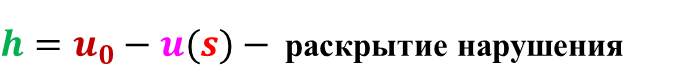 h = u₀ − u(s) − раскрытие нарушения